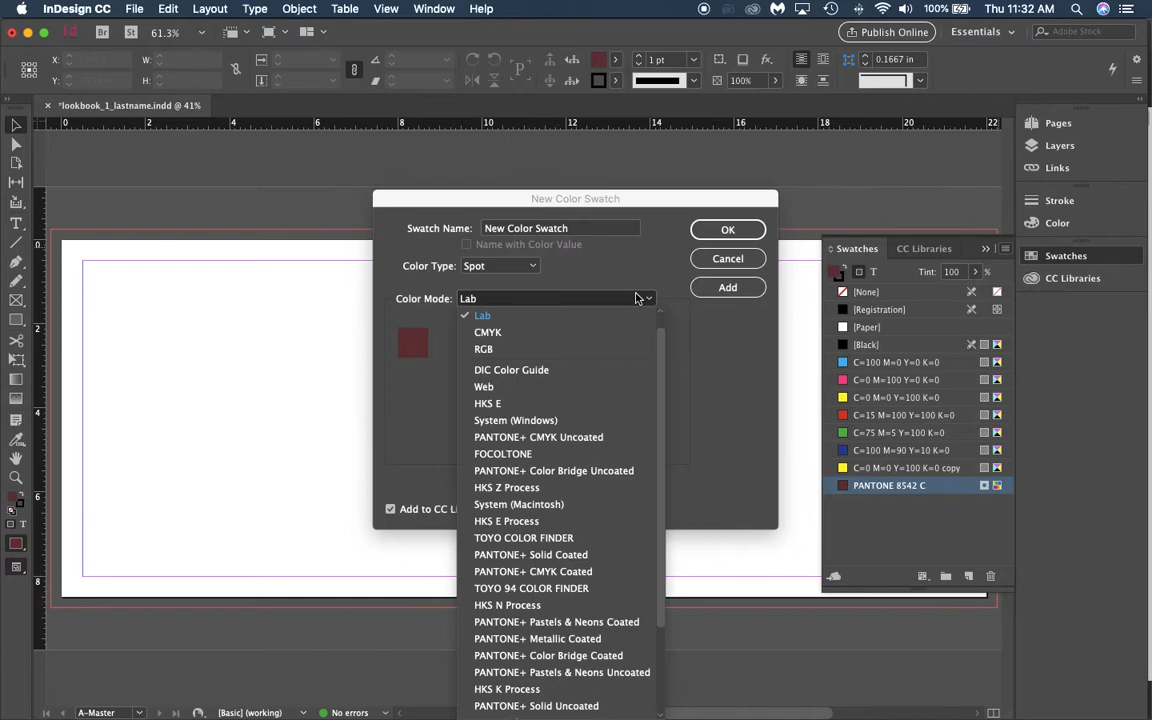 InDesign CC File Edit Layout Type Object Table View Window Help 100% Thu 11:32 AM
Id Br St 61.3% Publish Online Essentials Adobe Stock
X: W: 1 pt fx. 0.1667 in
Y: H: P 100%
× *lookbook_1_lastname.indd @ 41%
0 2 4 6 8 10 12 14 16 18 20 22
0
2
4
6
8
Pages
Layers
Links
Stroke
Color
Swatches
CC Libraries
New Color Swatch
Swatch Name: New Color Swatch
Name with Color Value
Color Type: Spot
Color Mode: Lab
OK
Cancel
Add
Add to CC Li
Lab
CMYK
RGB
DIC Color Guide
Web
HKS E
System (Windows)
PANTONE+ CMYK Uncoated
FOCOLTONE
PANTONE+ Color Bridge Uncoated
HKS Z Process
System (Macintosh)
HKS E Process
TOYO COLOR FINDER
PANTONE+ Solid Coated
PANTONE+ CMYK Coated
TOYO 94 COLOR FINDER
HKS N Process
PANTONE+ Pastels & Neons Coated
PANTONE+ Metallic Coated
PANTONE+ Color Bridge Coated
PANTONE+ Pastels & Neons Uncoated
HKS K Process
PANTONE+ Solid Uncoated
Swatches CC Libraries
T Tint: 100 %
[None]
[Registration]
[Paper]
[Black]
C=100 M=0 Y=0 K=0
C=0 M=100 Y=0 K=0
C=0 M=0 Y=100 K=0
C=15 M=100 Y=100 K=0
C=75 M=5 Y=100 K=0
C=100 M=90 Y=10 K=0
C=0 M=0 Y=100 K=0 copy
PANTONE 8542 C
A-Master [Basic] (working) No errors